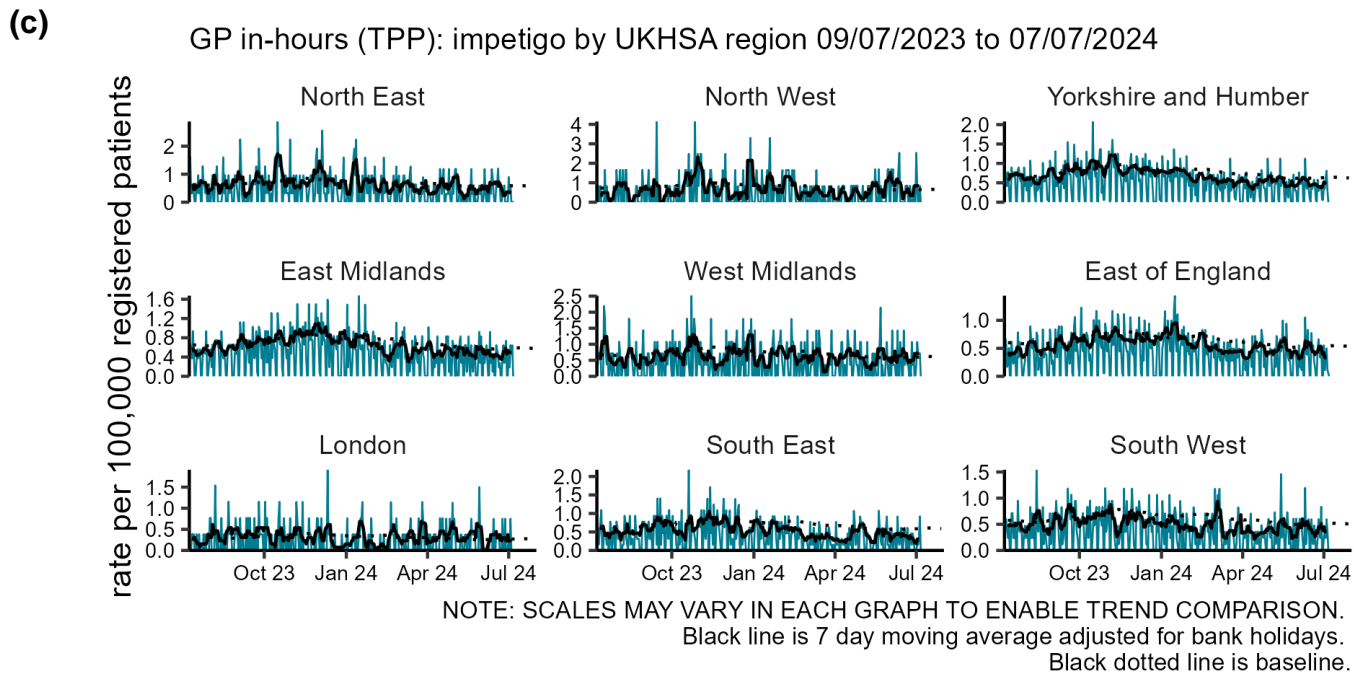 (c)
GP in-hours (TPP): impetigo by UKHSA region 09/07/2023 to 07/07/2024
rate per 100,000 registered patients
North East
2
1
0
North West
4
3
2
1
0
Yorkshire and Humber
2.0
1.5
1.0
0.5
0.0
East Midlands
1.6
1.2
0.8
0.4
0.0
West Midlands
2.5
2.0
1.5
1.0
0.5
0.0
East of England
1.0
0.5
0.0
London
1.5
1.0
0.5
0.0
South East
2.0
1.5
1.0
0.5
0.0
South West
1.5
1.0
0.5
0.0
Oct 23 Jan 24 Apr 24 Jul 24
Oct 23 Jan 24 Apr 24 Jul 24
Oct 23 Jan 24 Apr 24 Jul 24
NOTE: SCALES MAY VARY IN EACH GRAPH TO ENABLE TREND COMPARISON.
Black line is 7 day moving average adjusted for bank holidays.
Black dotted line is baseline.